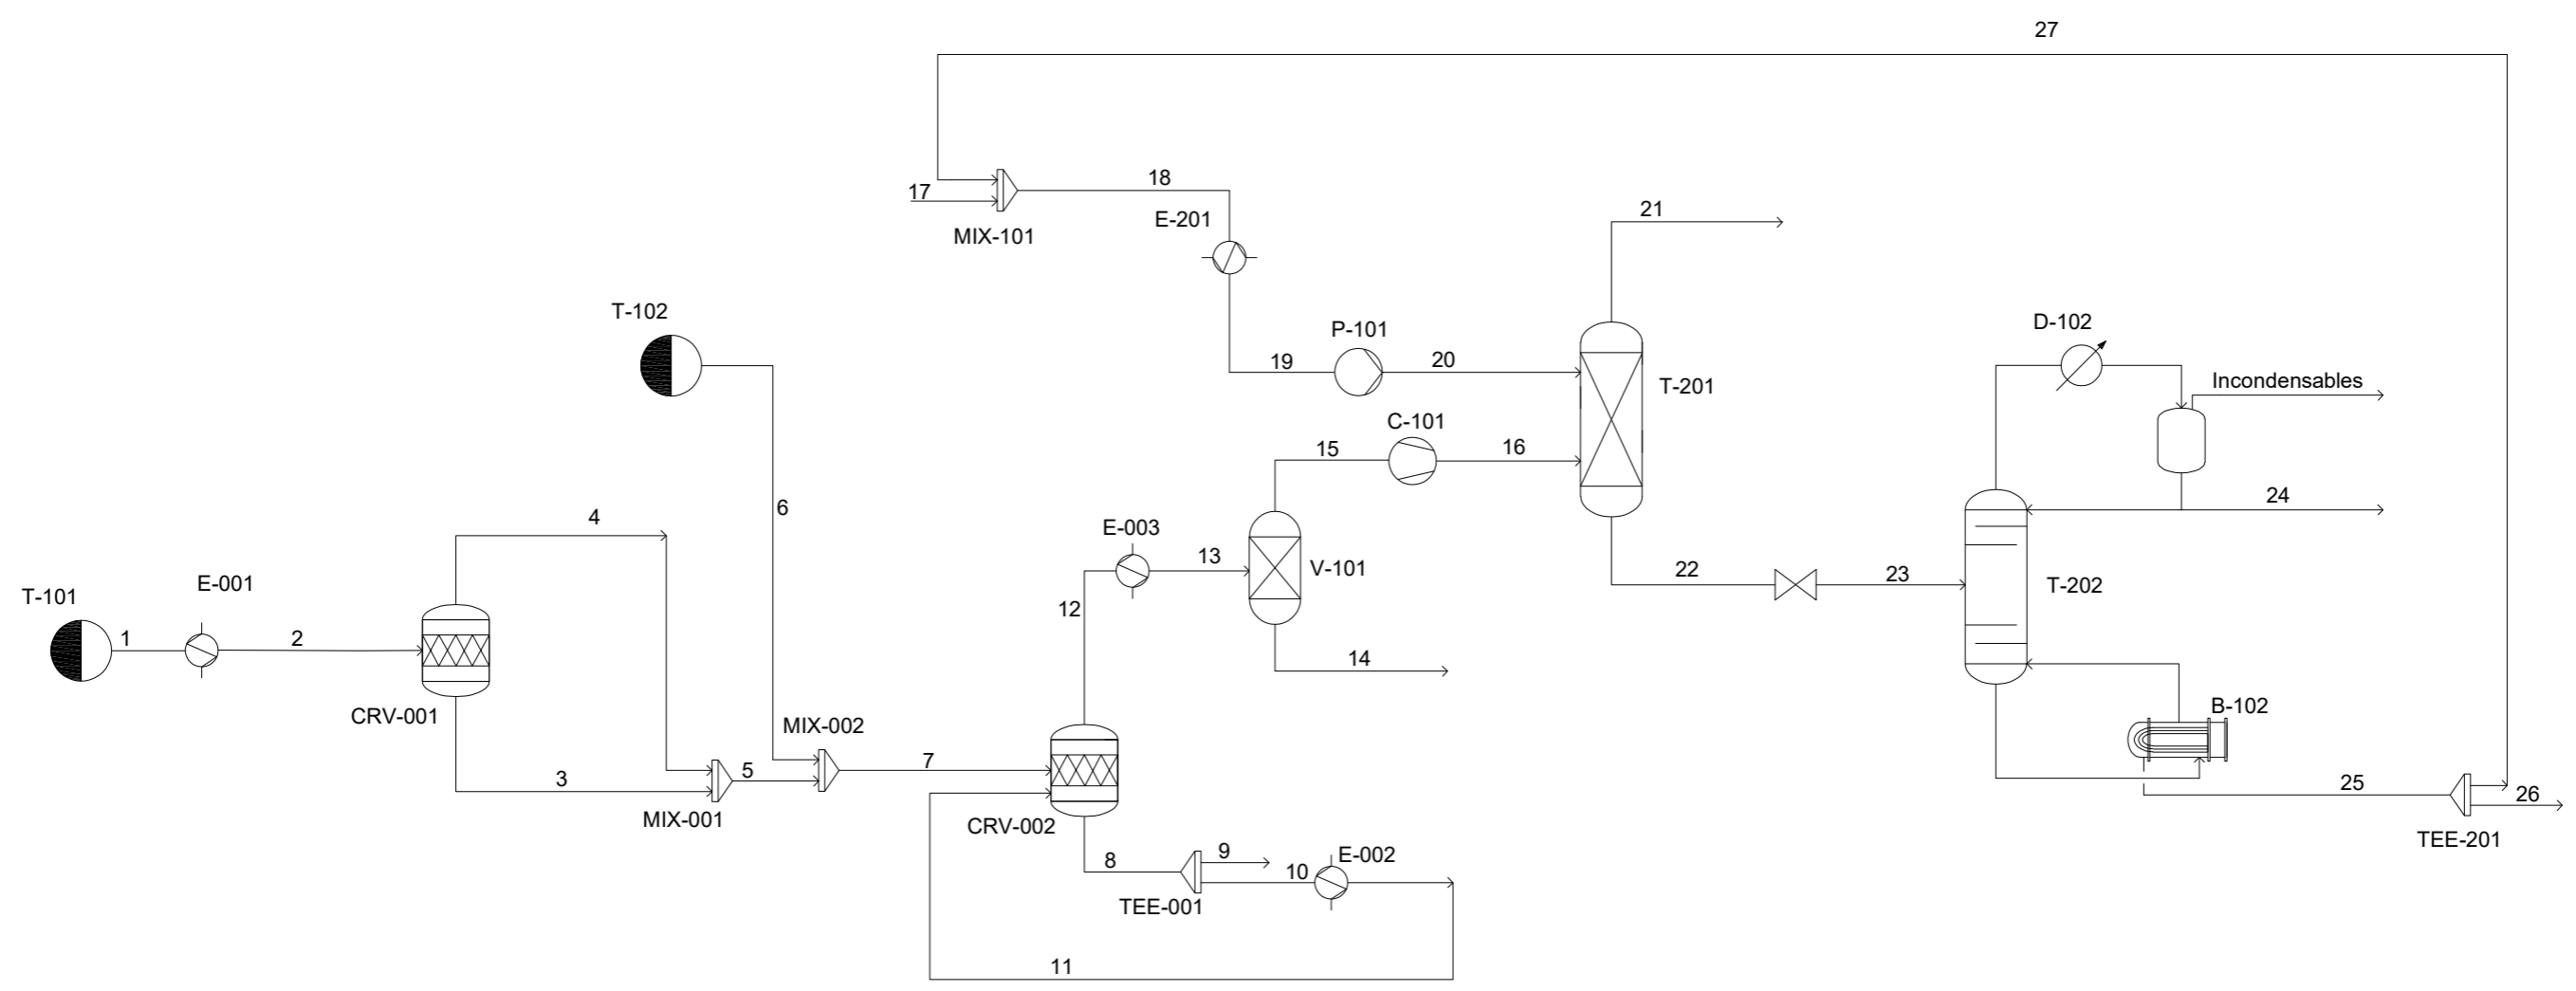 27
17
18
MIX-101
E-201
21
T-102
P-101
D-102
19
20
T-201
Incondensables
C-101
15
16
6
24
4
E-003
13
V-101
22
23
T-202
T-101
E-001
1
2
12
14
CRV-001
MIX-002
B-102
3
5
7
MIX-001
CRV-002
25
26
TEE-201
8
9
10
E-002
TEE-001
11